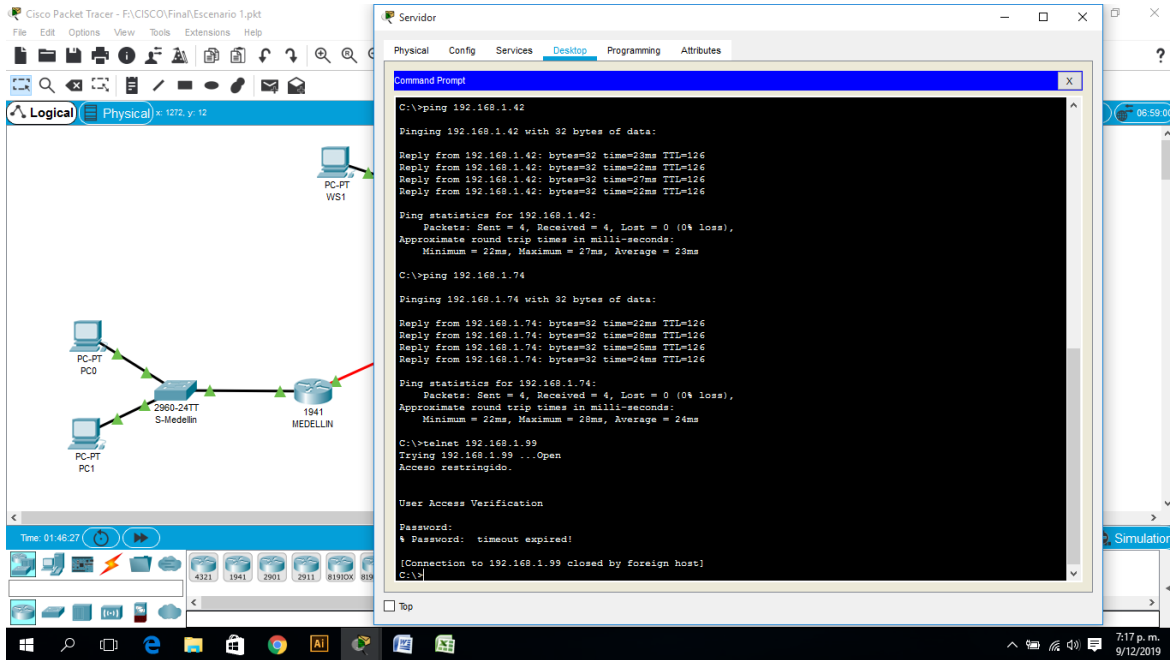 Cisco Packet Tracer - F:\CISCO\Final\Escenario 1.pkt
File Edit Options View Tools Extensions Help
?
Logical Physical x: 1272, y: 12
06:59:00
PC-PT
WS1
PC-PT
PC0
2960-24TT
S-Medellin
1941
MEDELLIN
PC-PT
PC1
Time: 01:46:27
Simulation
4321 1941 2901 2911 819IOX
Servidor
Physical Config Services Desktop Programming Attributes
Command Prompt
X
C:\>ping 192.168.1.42
Pinging 192.168.1.42 with 32 bytes of data:
Reply from 192.168.1.42: bytes=32 time=23ms TTL=126
Reply from 192.168.1.42: bytes=32 time=22ms TTL=126
Reply from 192.168.1.42: bytes=32 time=27ms TTL=126
Reply from 192.168.1.42: bytes=32 time=22ms TTL=126
Ping statistics for 192.168.1.42:
Packets: Sent = 4, Received = 4, Lost = 0 (0% loss),
Approximate round trip times in milli-seconds:
Minimum = 22ms, Maximum = 27ms, Average = 23ms
C:\>ping 192.168.1.74
Pinging 192.168.1.74 with 32 bytes of data:
Reply from 192.168.1.74: bytes=32 time=22ms TTL=126
Reply from 192.168.1.74: bytes=32 time=28ms TTL=126
Reply from 192.168.1.74: bytes=32 time=25ms TTL=126
Reply from 192.168.1.74: bytes=32 time=24ms TTL=126
Ping statistics for 192.168.1.74:
Packets: Sent = 4, Received = 4, Lost = 0 (0% loss),
Approximate round trip times in milli-seconds:
Minimum = 22ms, Maximum = 28ms, Average = 24ms
C:\>telnet 192.168.1.99
Trying 192.168.1.99 ...Open
Acceso restringido.
User Access Verification
Password:
% Password: timeout expired!
[Connection to 192.168.1.99 closed by foreign host]
C:\>
Top
Ai
7:17 p. m.
9/12/2019